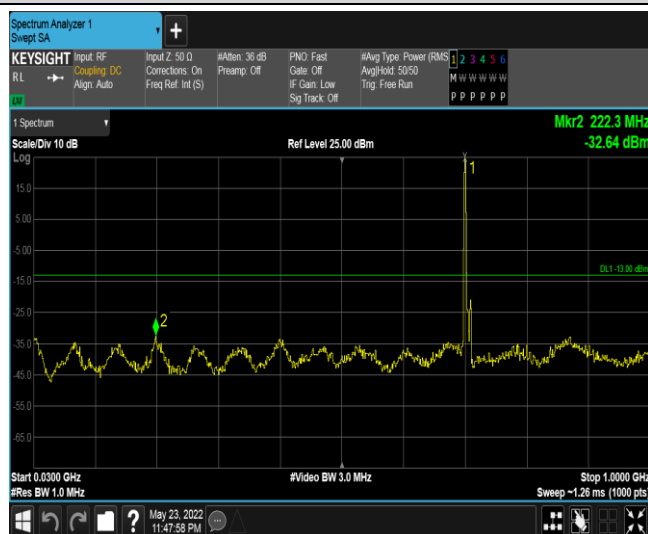 Spectrum Analyzer 1
Swept SA
+
KEYSIGHT
RL
LXI
Input: RF
Coupling: DC
Align: Auto
Input Z: 50 Ω
Corrections: On
Freq Ref: Int (S)
#Atten: 36 dB
Preamp: Off
PNO: Fast
Gate: Off
IF Gain: Low
Sig Track: Off
#Avg Type: Power (RMS
Avg|Hold: 50/50
Trig: Free Run
1 2 3 4 5 6
M W W W W W
P P P P P P
1 Spectrum
Mkr2 222.3 MHz
Scale/Div 10 dB
Ref Level 25.00 dBm
-32.64 dBm
Log
1
15.0
5.00
-5.00
DL1 -13.00 dBm
-15.0
-25.0
2
-35.0
-45.0
-55.0
-65.0
Start 0.0300 GHz
#Video BW 3.0 MHz
Stop 1.0000 GHz
#Res BW 1.0 MHz
Sweep ~1.26 ms (1000 pts)
?
May 23, 2022
11:47:58 PM